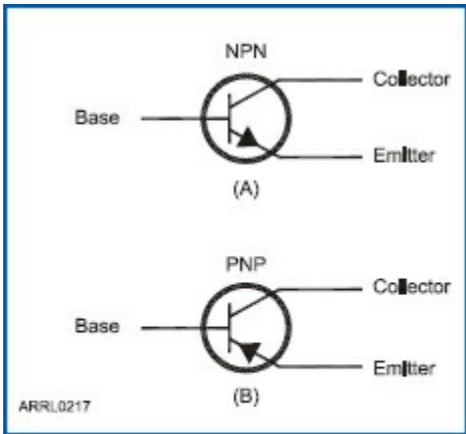 NPN
Collector
Base
Emitter
(A)
PNP
Collector
Base
Emitter
(B)
ARRL0217